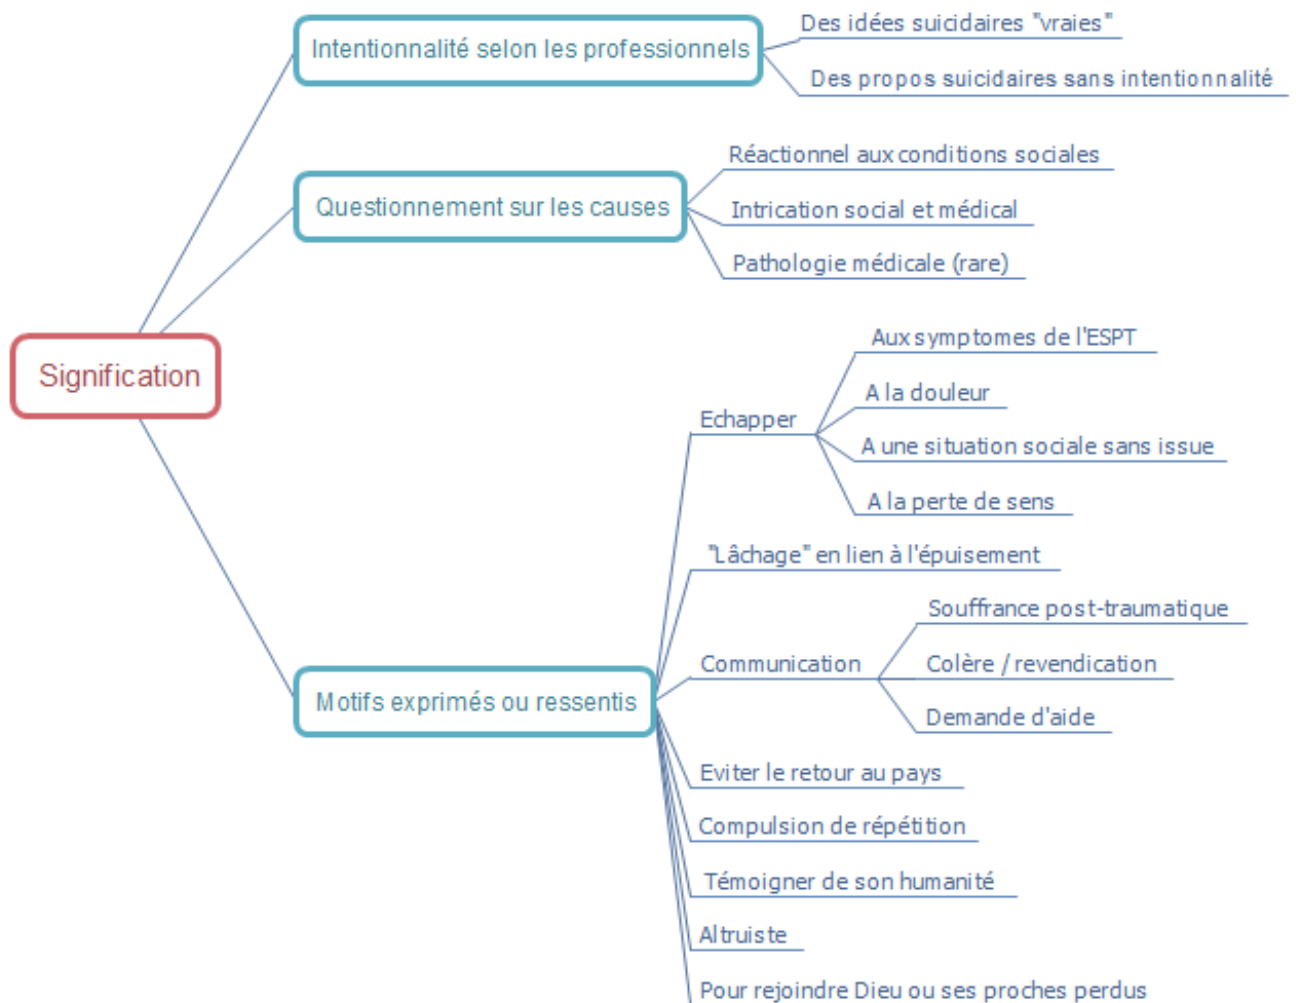 Intentionnalité selon les professionnels
Des idées suicidaires "vraies"
Des propos suicidaires sans intentionnalité
Questionnement sur les causes
Réactionnel aux conditions sociales
Intrication social et médical
Pathologie médicale (rare)
Signification
Motifs exprimés ou ressentis
Echapper
Aux symptomes de l'ESPT
A la douleur
A une situation sociale sans issue
A la perte de sens
"Lâchage" en lien à l'épuisement
Communication
Souffrance post-traumatique
Colère / revendication
Demande d'aide
Eviter le retour au pays
Compulsion de répétition
Témoigner de son humanité
Altruiste
Pour rejoindre Dieu ou ses proches perdus